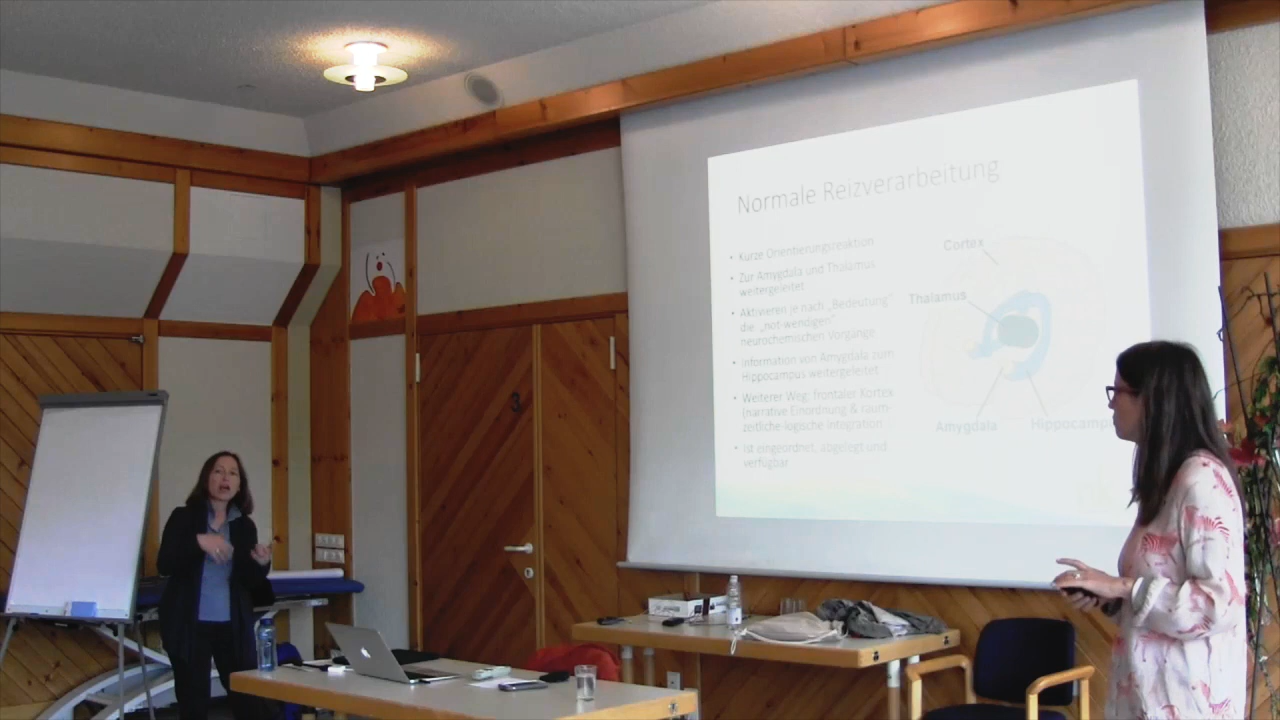 Normale Reizverarbeitung
• Kurze Orientierungsreaktion
• Zur Amygdala und Thalamus
weitergeleitet
• Aktivieren je nach „Bedeutung"
die „not-wendigen"
neurochemischen Vorgänge
• Information von Amygdala zum
Hippocampus weitergeleitet
• Weiterer Weg: frontaler Kortex
(narrative Einordnung & raum-
zeitliche-logische Integration
• Ist eingeordnet, abgelegt und
verfügbar
Cortex
Thalamus
Amygdala
Hippocampu
3